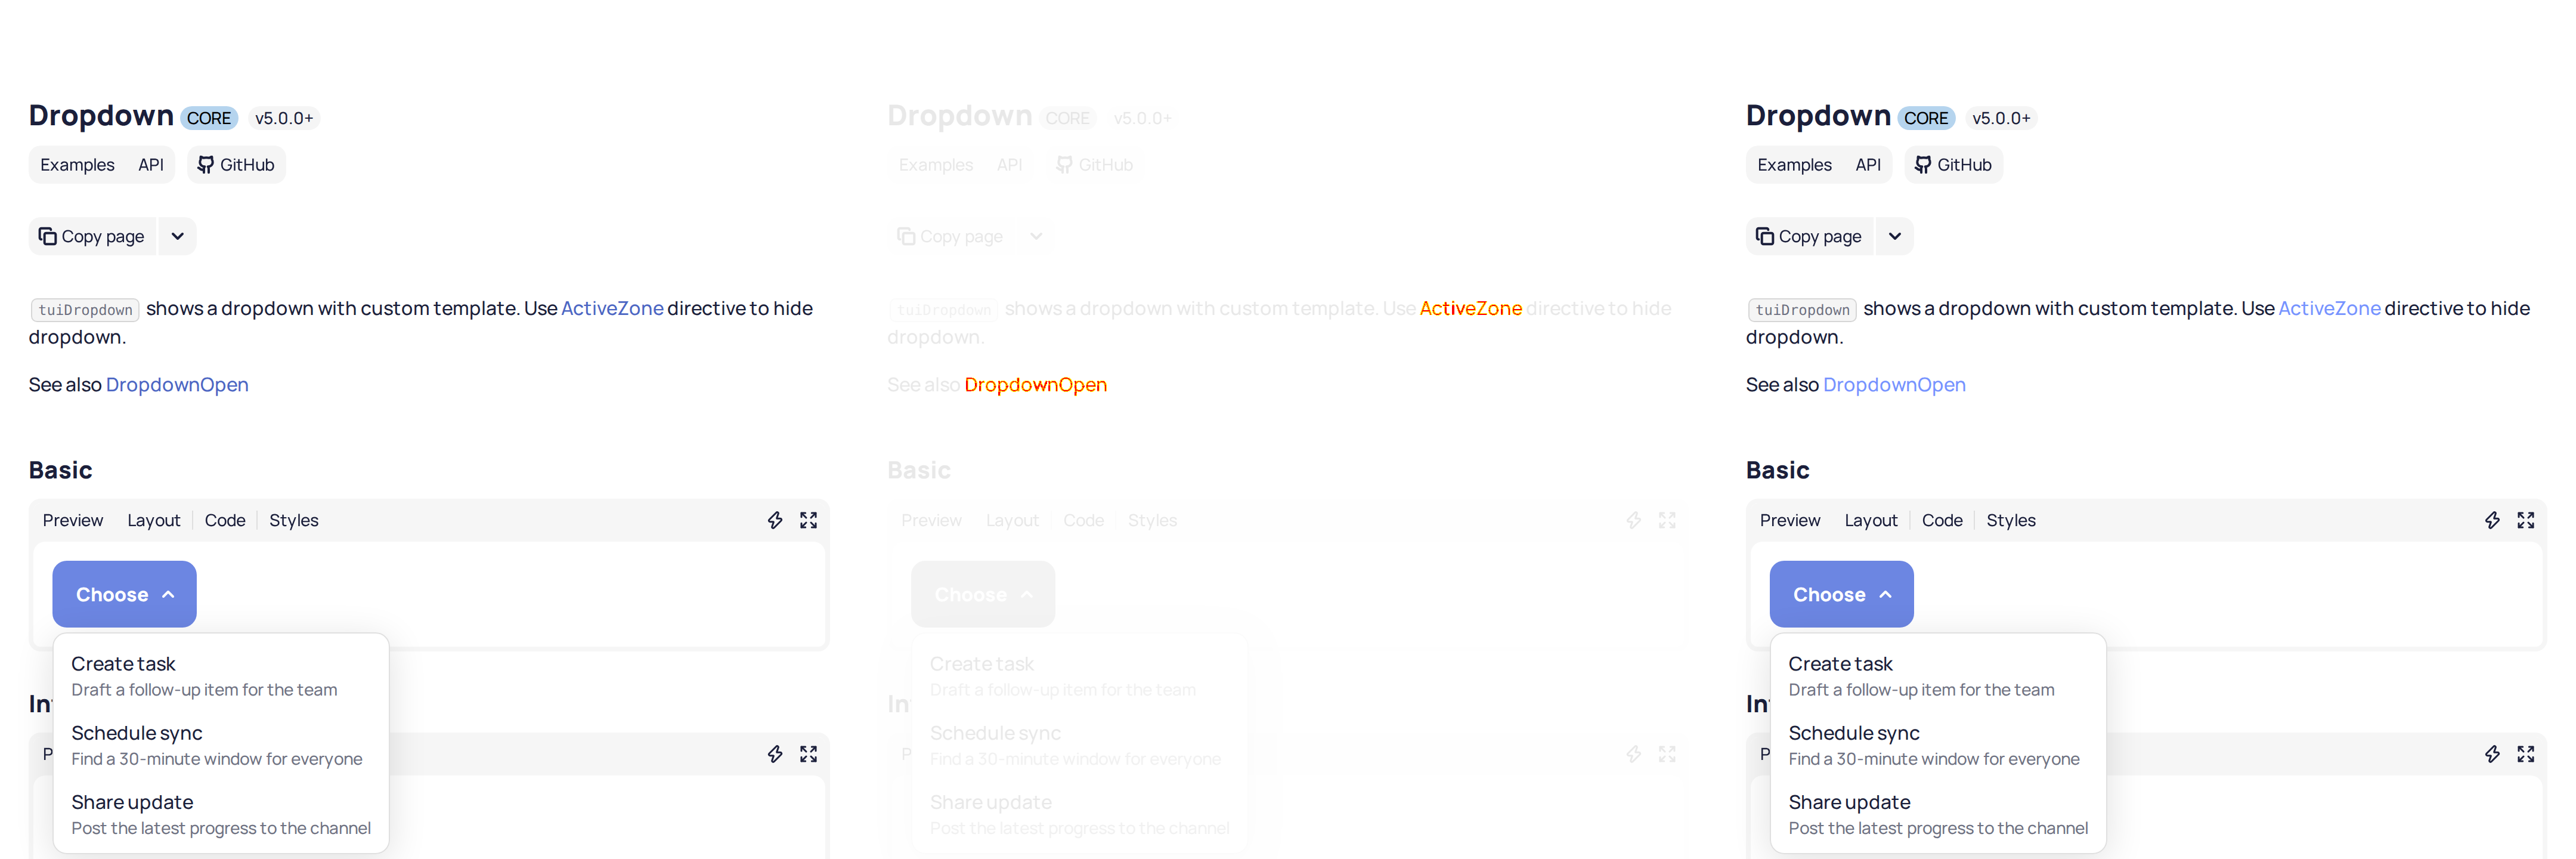 Dropdown CORE v5.0.0+
Examples API GitHub
Copy page
tuiDropdown shows a dropdown with custom template. Use ActiveZone directive to hide
dropdown.
See also DropdownOpen
Basic
Preview Layout Code Styles
Choose
Create task
Draft a follow-up item for the team
Schedule sync
Find a 30-minute window for everyone
Share update
Post the latest progress to the channel
In
P
Dropdown CORE v5.0.0+
Examples API GitHub
Copy page
tuiDropdown shows a dropdown with custom template. Use ActiveZone directive to hide
dropdown.
See also DropdownOpen
Basic
Preview Layout Code Styles
Choose
Create task
Draft a follow-up item for the team
Schedule sync
Find a 30-minute window for everyone
Share update
Post the latest progress to the channel
In
P
Dropdown CORE v5.0.0+
Examples API GitHub
Copy page
tuiDropdown shows a dropdown with custom template. Use ActiveZone directive to hide
dropdown.
See also DropdownOpen
Basic
Preview Layout Code Styles
Choose
Create task
Draft a follow-up item for the team
Schedule sync
Find a 30-minute window for everyone
Share update
Post the latest progress to the channel
In
P